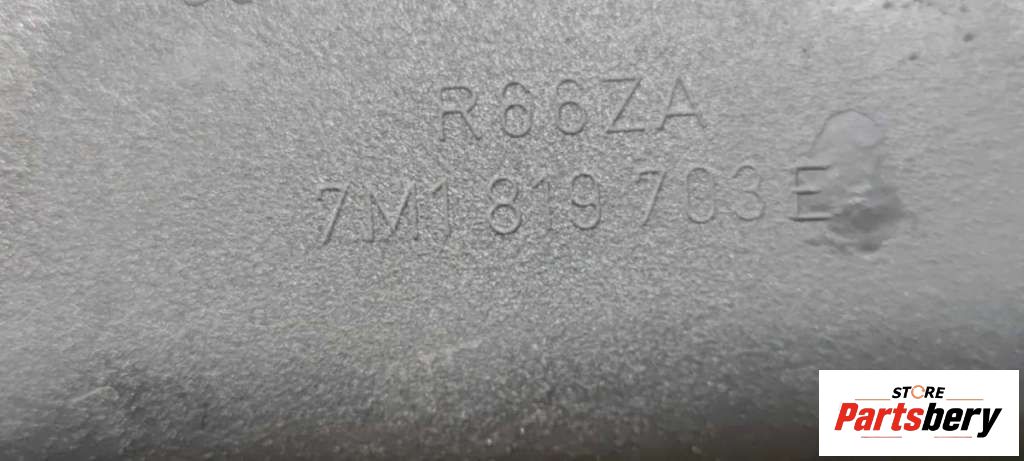 R66ZA
7M1 819 703 E
STORE
Partsbery